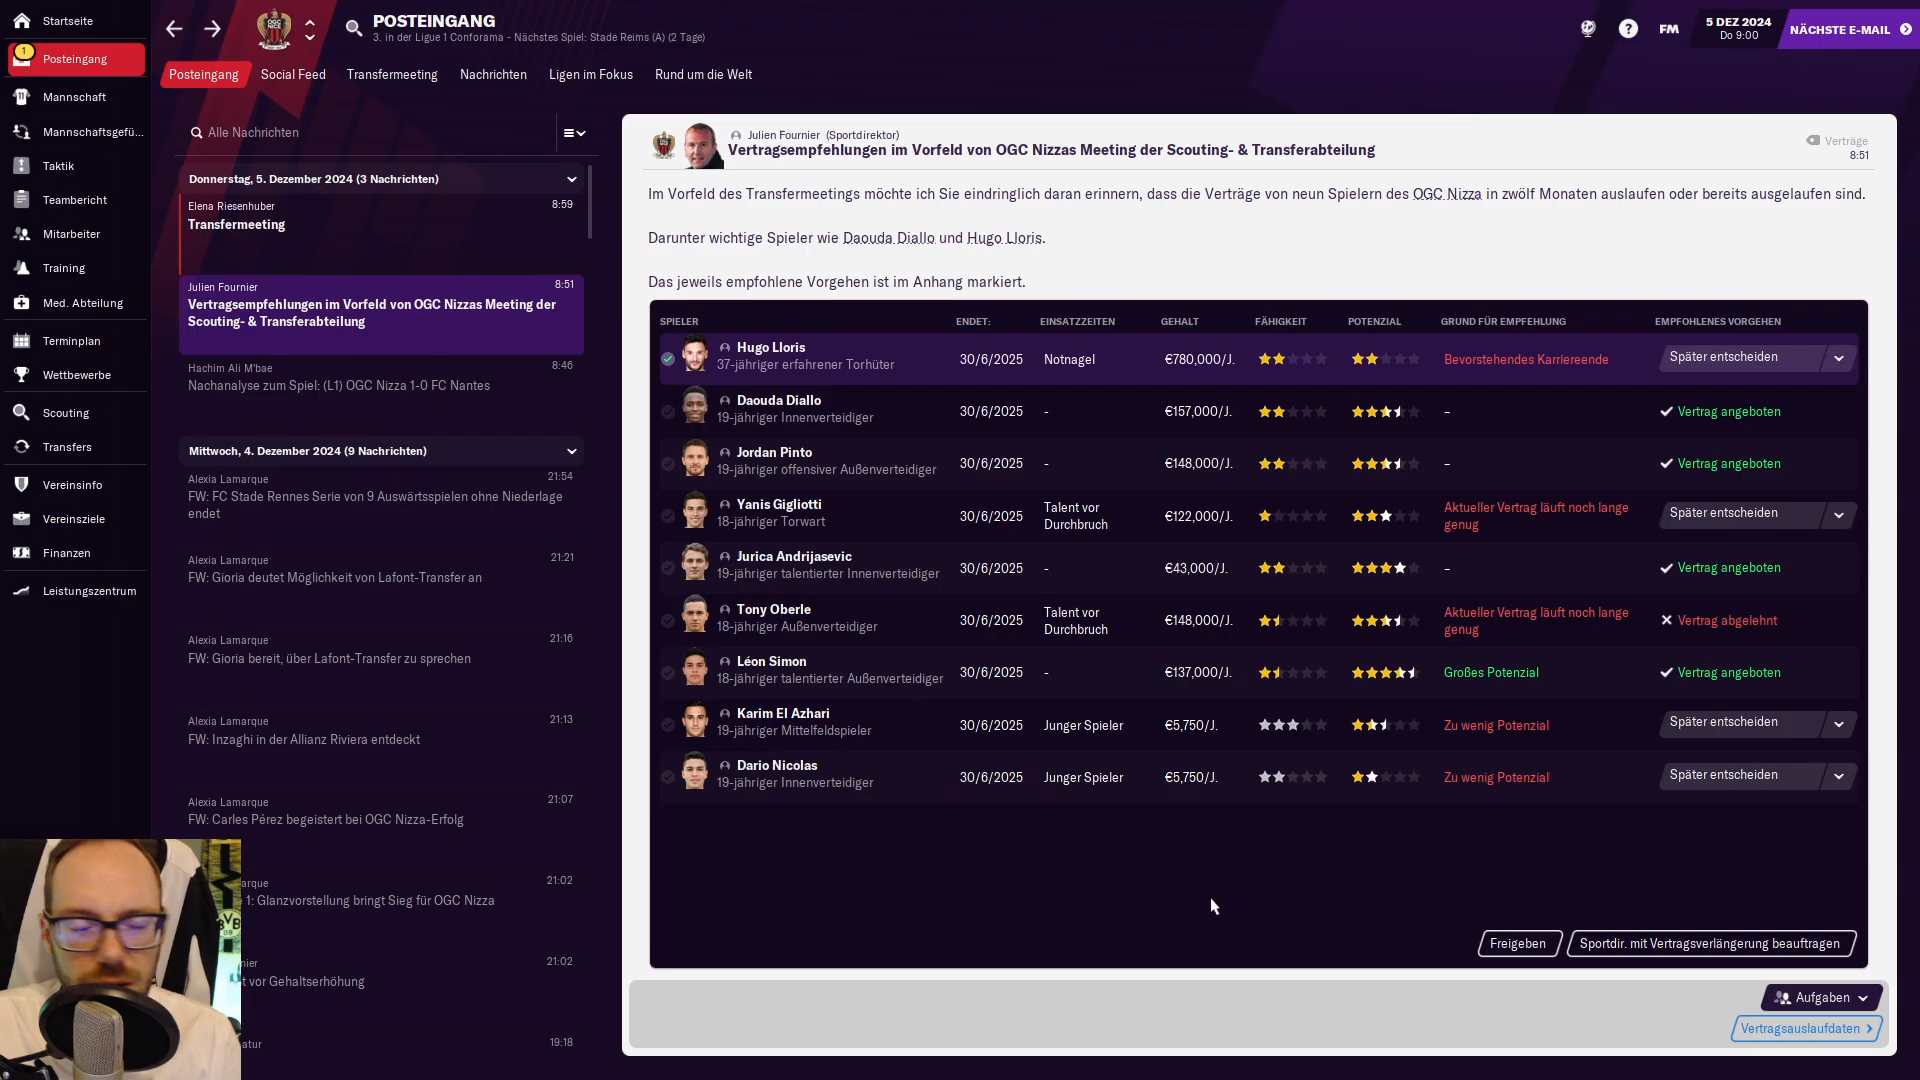 Startseite
1
Posteingang
Mannschaft
Mannschaftsgefü...
Taktik
Teambericht
Mitarbeiter
Training
Med. Abteilung
Terminplan
Wettbewerbe
Scouting
Transfers
Vereinsinfo
Vereinsziele
Finanzen
Leistungszentrum
POSTEINGANG
3. in der Ligue 1 Conforama - Nächstes Spiel: Stade Reims (A) (2 Tage)
FM
5 DEZ 2024
Do 9:00
NÄCHSTE E-MAIL
Posteingang
Social Feed
Transfermeeting
Nachrichten
Ligen im Fokus
Rund um die Welt
Alle Nachrichten
Donnerstag, 5. Dezember 2024 (3 Nachrichten)
Elena Riesenhuber 8:59
Transfermeeting
Julien Fournier 8:51
Vertragsempfehlungen im Vorfeld von OGC Nizzas Meeting der
Scouting- & Transferabteilung
Hachim Ali M'bae 8:46
Nachanalyse zum Spiel: (L1) OGC Nizza 1-0 FC Nantes
Mittwoch, 4. Dezember 2024 (9 Nachrichten)
Alexia Lamarque 21:54
FW: FC Stade Rennes Serie von 9 Auswärtsspielen ohne Niederlage
endet
Alexia Lamarque 21:21
FW: Gioria deutet Möglichkeit von Lafont-Transfer an
Alexia Lamarque 21:16
FW: Gioria bereit, über Lafont-Transfer zu sprechen
Alexia Lamarque 21:13
FW: Inzaghi in der Allianz Riviera entdeckt
Alexia Lamarque 21:07
FW: Carles Pérez begeistert bei OGC Nizza-Erfolg
arque 21:02
1: Glanzvorstellung bringt Sieg für OGC Nizza
nier 21:02
t vor Gehaltserhöhung
atur 19:18
BVB
09
Julien Fournier (Sportdirektor)
Vertragsempfehlungen im Vorfeld von OGC Nizzas Meeting der Scouting- & Transferabteilung
Verträge
8:51
Im Vorfeld des Transfermeetings möchte ich Sie eindringlich daran erinnern, dass die Verträge von neun Spielern des OGC Nizza in zwölf Monaten auslaufen oder bereits ausgelaufen sind.
Darunter wichtige Spieler wie Daouda Diallo und Hugo Lloris.
Das jeweils empfohlene Vorgehen ist im Anhang markiert.
SPIELER ENDET: EINSATZZEITEN GEHALT FÄHIGKEIT POTENZIAL GRUND FÜR EMPFEHLUNG EMPFOHLENES VORGEHEN
Hugo Lloris
37-jähriger erfahrener Torhüter
30/6/2025 Notnagel €780,000/J. Bevorstehendes Karriereende Später entscheiden
Daouda Diallo
19-jähriger Innenverteidiger
30/6/2025 - €157,000/J. – Vertrag angeboten
Jordan Pinto
19-jähriger offensiver Außenverteidiger
30/6/2025 - €148,000/J. – Vertrag angeboten
Yanis Gigliotti
18-jähriger Torwart
30/6/2025 Talent vor Durchbruch €122,000/J. Aktueller Vertrag läuft noch lange genug Später entscheiden
Jurica Andrijasevic
19-jähriger talentierter Innenverteidiger
30/6/2025 - €43,000/J. – Vertrag angeboten
Tony Oberle
18-jähriger Außenverteidiger
30/6/2025 Talent vor Durchbruch €148,000/J. Aktueller Vertrag läuft noch lange genug Vertrag abgelehnt
Léon Simon
18-jähriger talentierter Außenverteidiger
30/6/2025 - €137,000/J. Großes Potenzial Vertrag angeboten
Karim El Azhari
19-jähriger Mittelfeldspieler
30/6/2025 Junger Spieler €5,750/J. Zu wenig Potenzial Später entscheiden
Dario Nicolas
19-jähriger Innenverteidiger
30/6/2025 Junger Spieler €5,750/J. Zu wenig Potenzial Später entscheiden
Freigeben
Sportdir. mit Vertragsverlängerung beauftragen
Aufgaben
Vertragsauslaufdaten